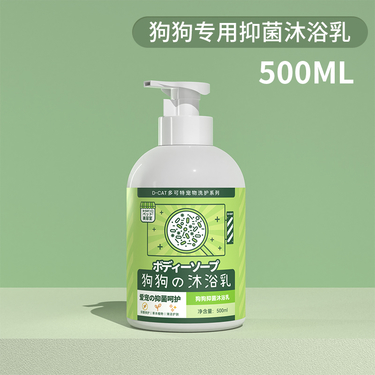 狗狗专用抑菌沐浴乳
500ML
D-CAT多可特宠物洗护系列
ボディーソープ
狗狗の沐浴乳
爱宠の抑菌呵护
狗狗抑菌沐浴乳
净含量：500ml